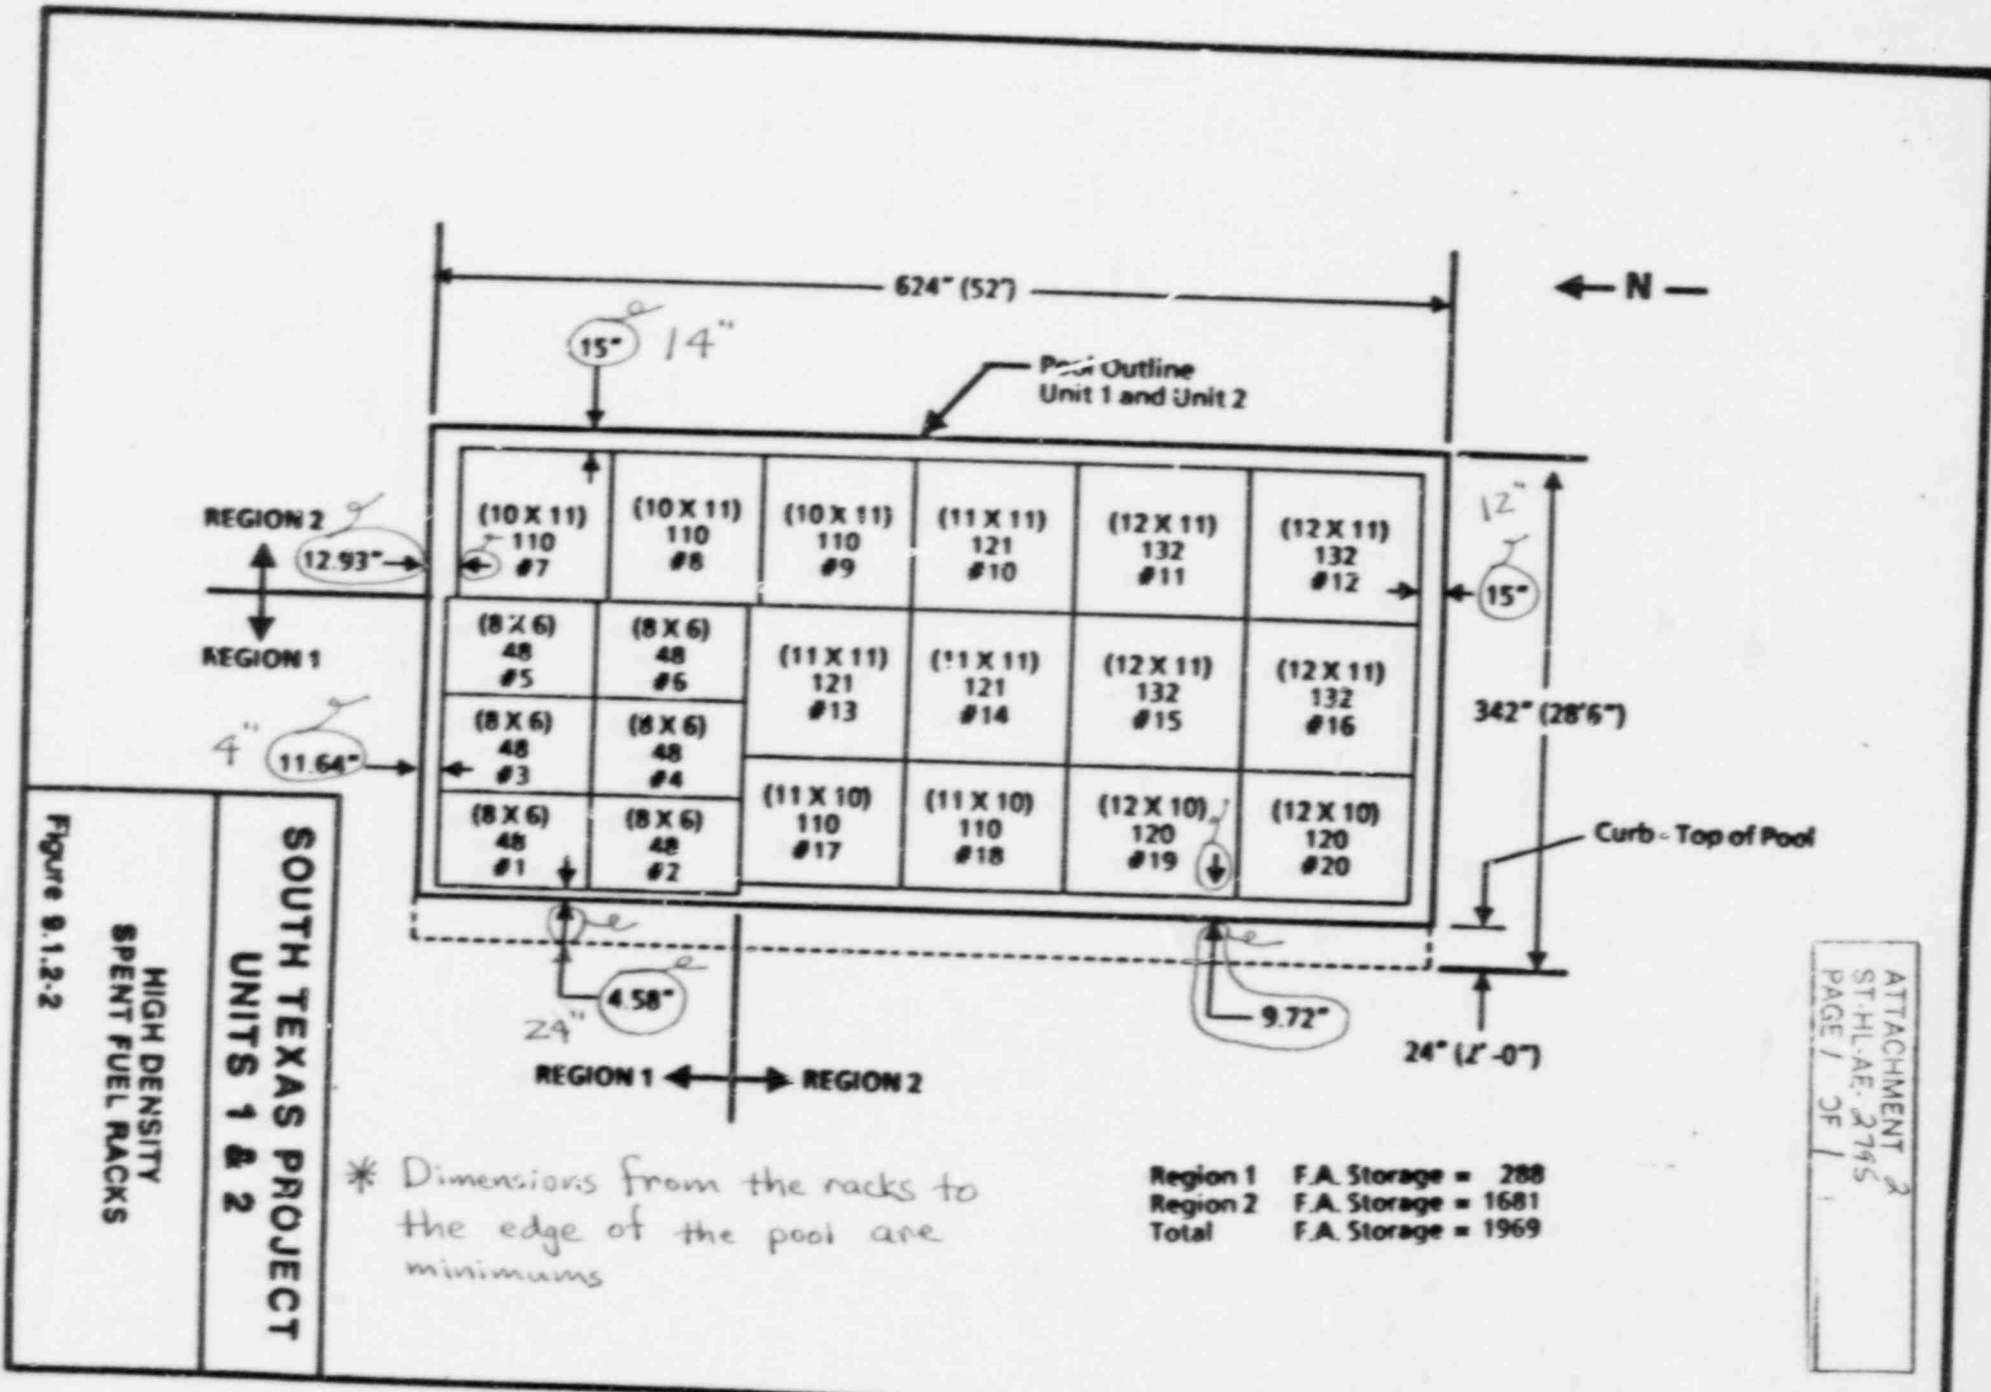 624" (52')
← N —
15" 14"
Pool Outline
Unit 1 and Unit 2
REGION 2
12.93"
REGION 1
4" 11.64"
12"
15"
(10 X 11)
110
#7
(10 X 11)
110
#8
(10 X 11)
110
#9
(11 X 11)
121
#10
(12 X 11)
132
#11
(12 X 11)
132
#12
(8 X 6)
48
#5
(8 X 6)
48
#6
(11 X 11)
121
#13
(11 X 11)
121
#14
(12 X 11)
132
#15
(12 X 11)
132
#16
(8 X 6)
48
#3
(8 X 6)
48
#4
(8 X 6)
48
#1
(8 X 6)
48
#2
(11 X 10)
110
#17
(11 X 10)
110
#18
(12 X 10)
120
#19
(12 X 10)
120
#20
342" (28'6")
Curb - Top of Pool
24" (2'-0")
4.58"
24"
9.72"
REGION 1 REGION 2
* Dimensions from the racks to
the edge of the pool are
minimums
Region 1 F.A. Storage = 288
Region 2 F.A. Storage = 1681
Total F.A. Storage = 1969
SOUTH TEXAS PROJECT
UNITS 1 & 2
HIGH DENSITY
SPENT FUEL RACKS
Figure 9.1.2-2
ATTACHMENT 2
ST-HL-AE-2795
PAGE 1 OF 1